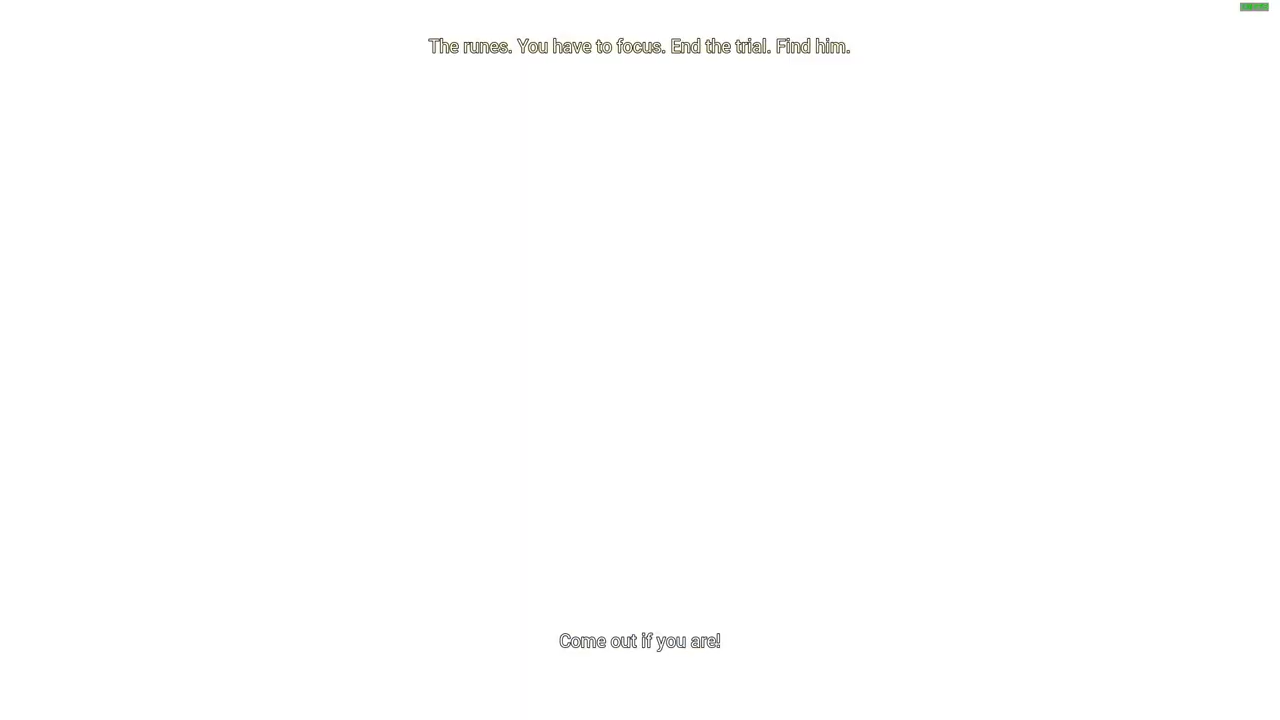 The runes. You have to focus. End the trial. Find him.
Come out if you are!